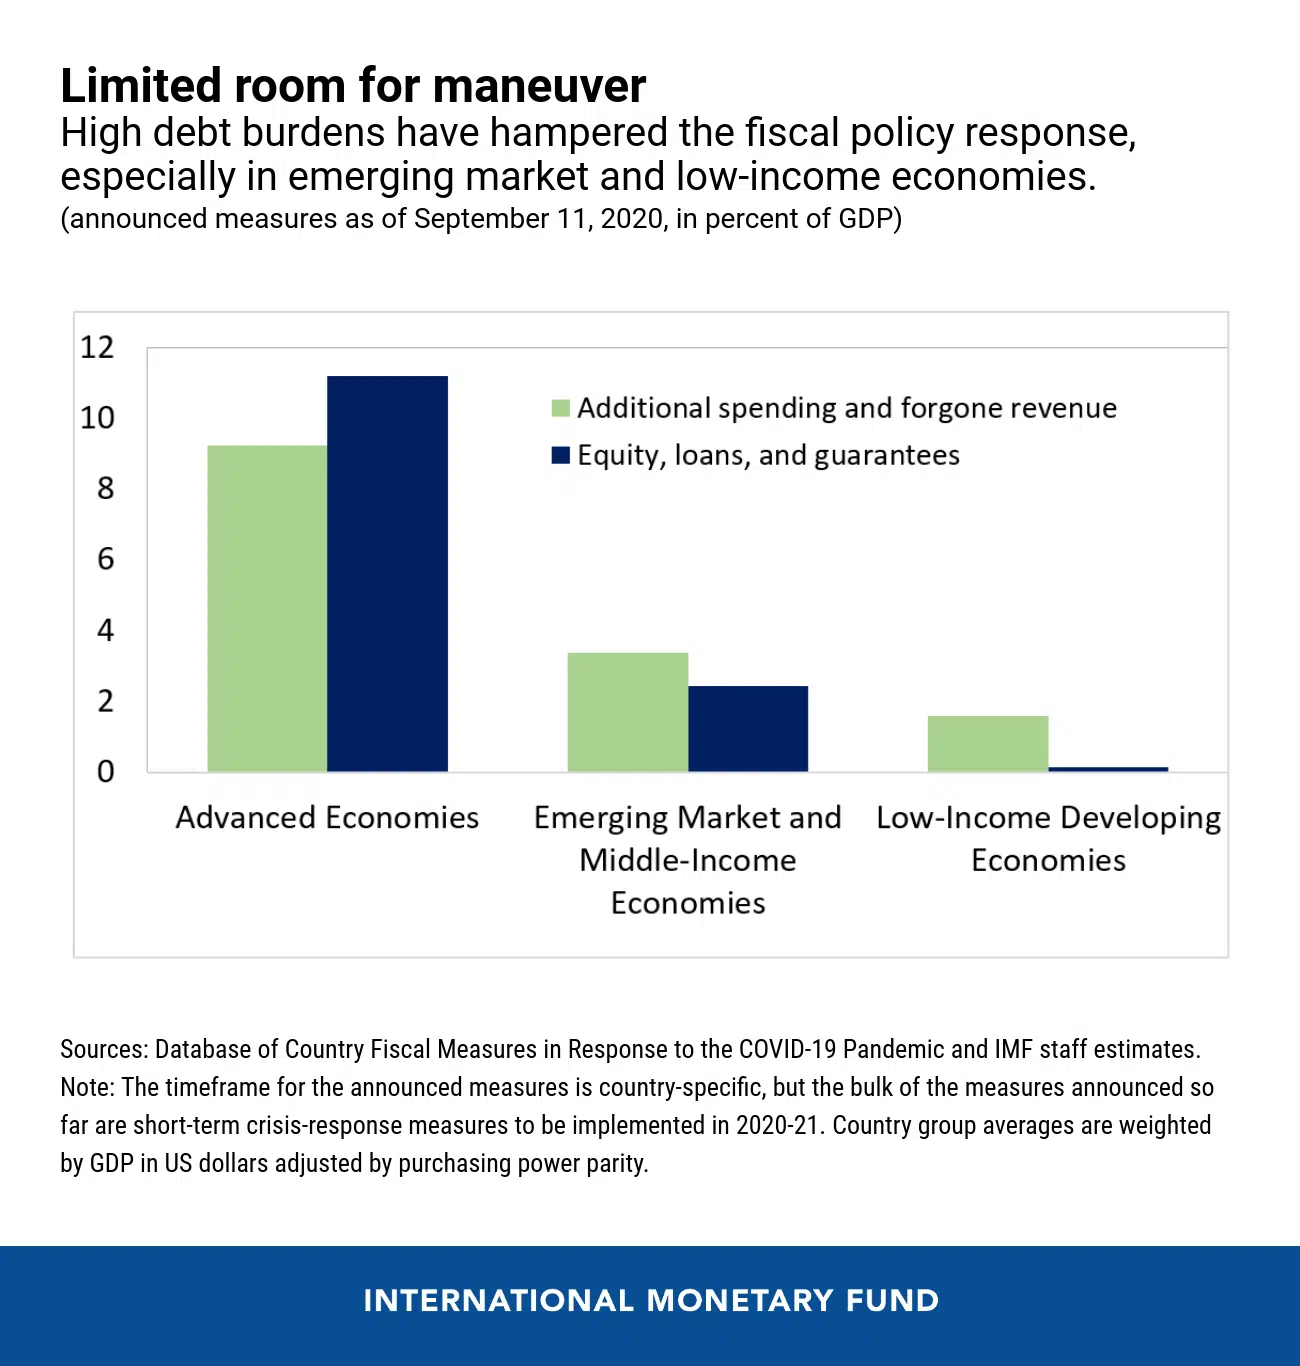 Limited room for maneuver
High debt burdens have hampered the fiscal policy response,
especially in emerging market and low-income economies.
(announced measures as of September 11, 2020, in percent of GDP)
12
10
8
6
4
2
0
Additional spending and forgone revenue
Equity, loans, and guarantees
Advanced Economies
Emerging Market and
Middle-Income
Economies
Low-Income Developing
Economies
Sources: Database of Country Fiscal Measures in Response to the COVID-19 Pandemic and IMF staff estimates.
Note: The timeframe for the announced measures is country-specific, but the bulk of the measures announced so
far are short-term crisis-response measures to be implemented in 2020-21. Country group averages are weighted
by GDP in US dollars adjusted by purchasing power parity.
INTERNATIONAL MONETARY FUND